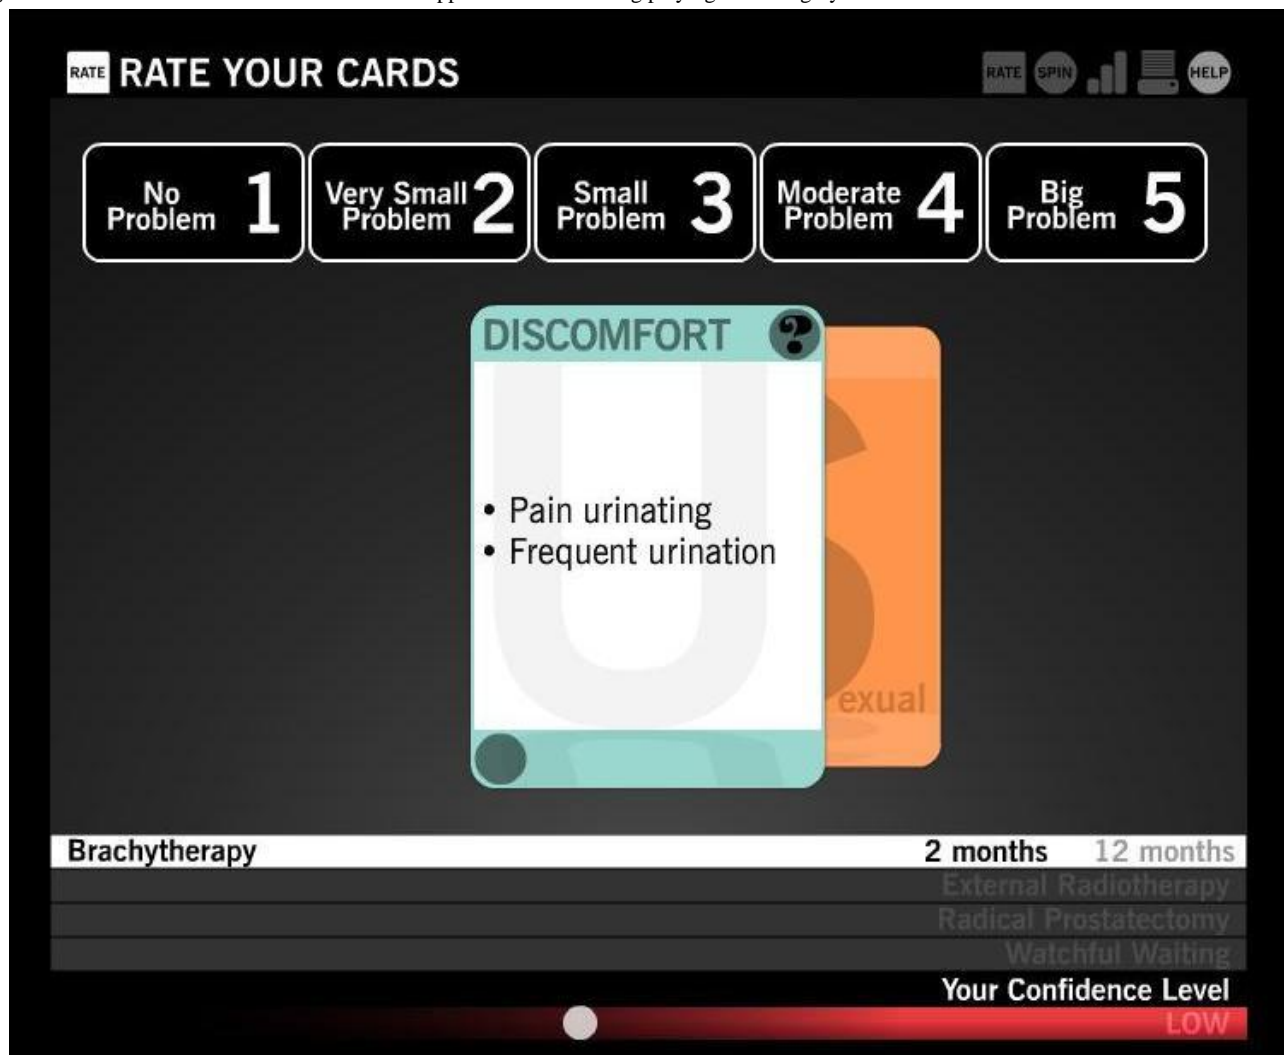 RATE RATE YOUR CARDS
RATE SPIN HELP
No Problem 1
Very Small Problem 2
Small Problem 3
Moderate Problem 4
Big Problem 5
DISCOMFORT ?
U
• Pain urinating
• Frequent urination
S
exual
Brachytherapy 2 months 12 months
External Radiotherapy
Radical Prostatectomy
Watchful Waiting
Your Confidence Level
LOW